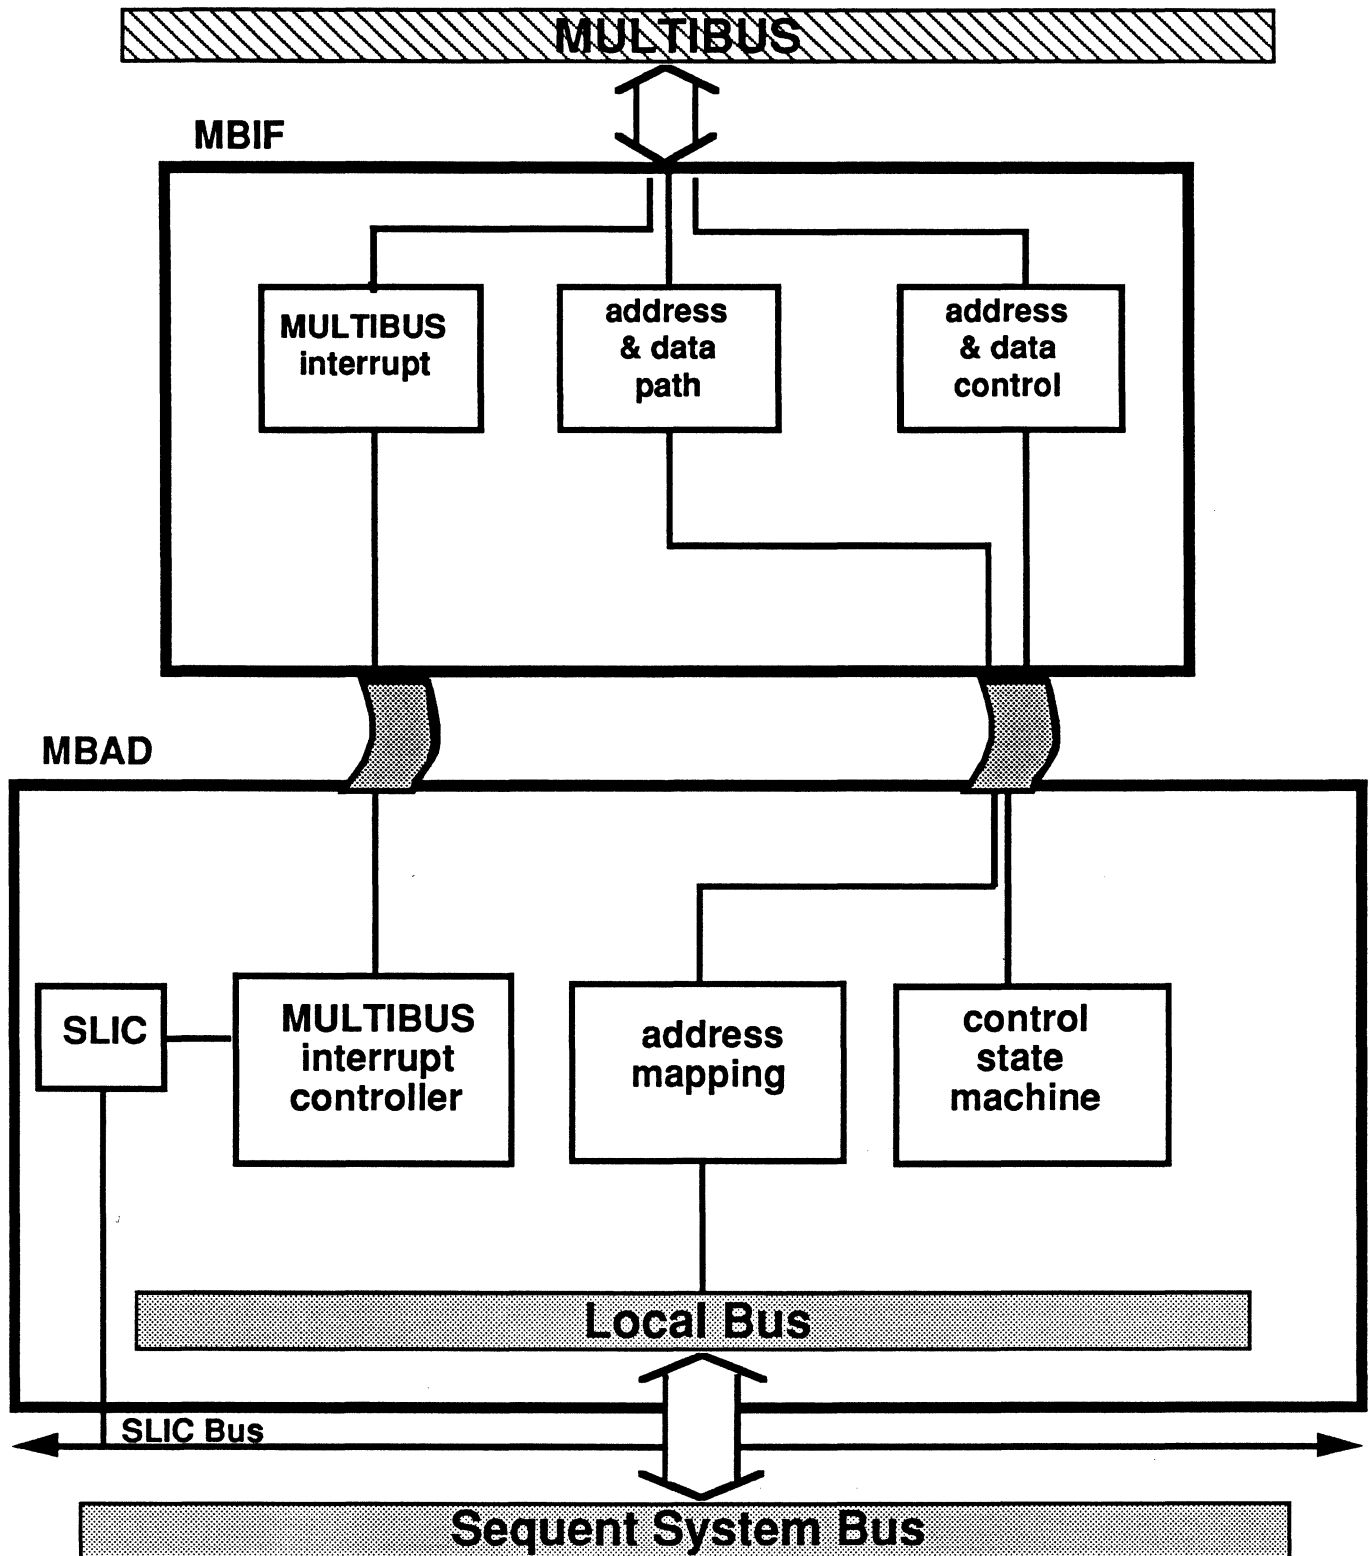 MULTIBUS
MBIF
MULTIBUS
interrupt
address
& data
path
address
& data
control
MBAD
SLIC
MULTIBUS
interrupt
controller
address
mapping
control
state
machine
Local Bus
SLIC Bus
Sequent System Bus